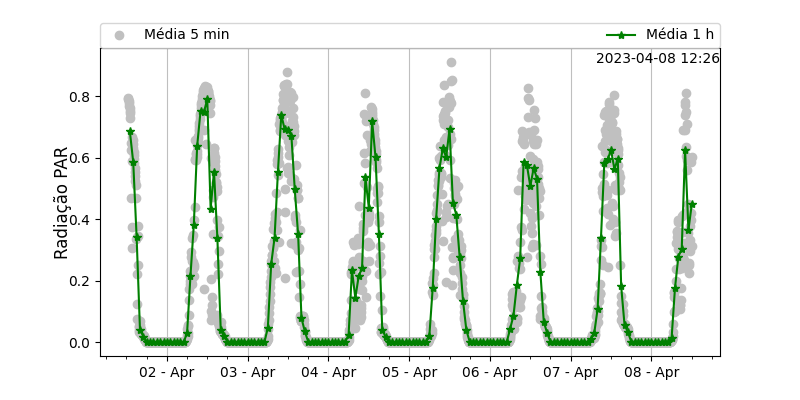 Média 5 min
Média 1 h
2023-04-08 12:26
Radiação PAR
0.8
0.6
0.4
0.2
0.0
02 - Apr
03 - Apr
04 - Apr
05 - Apr
06 - Apr
07 - Apr
08 - Apr